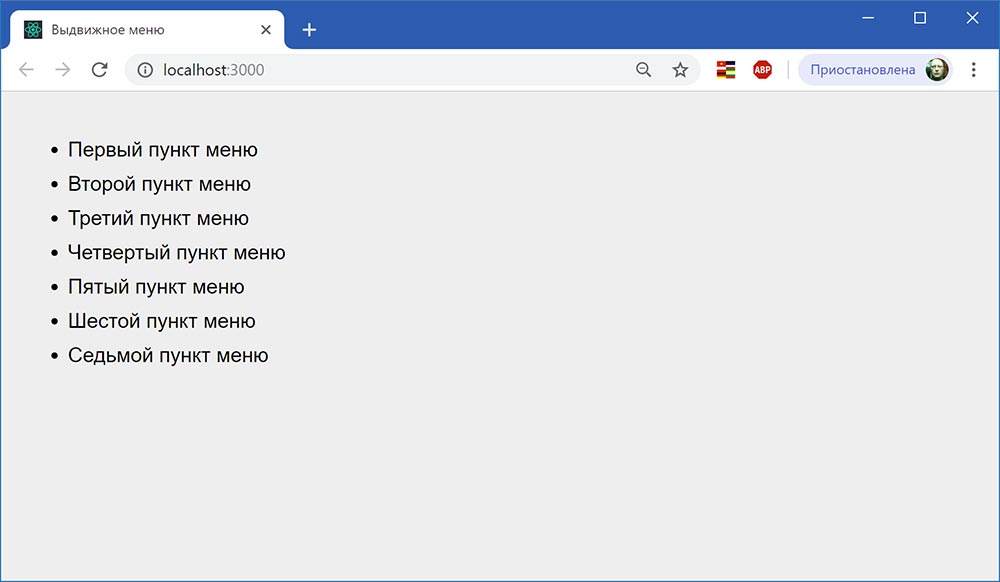 Выдвижное меню
localhost:3000
ABP
Приостановлена
Первый пункт меню
Второй пункт меню
Третий пункт меню
Четвертый пункт меню
Пятый пункт меню
Шестой пункт меню
Седьмой пункт меню